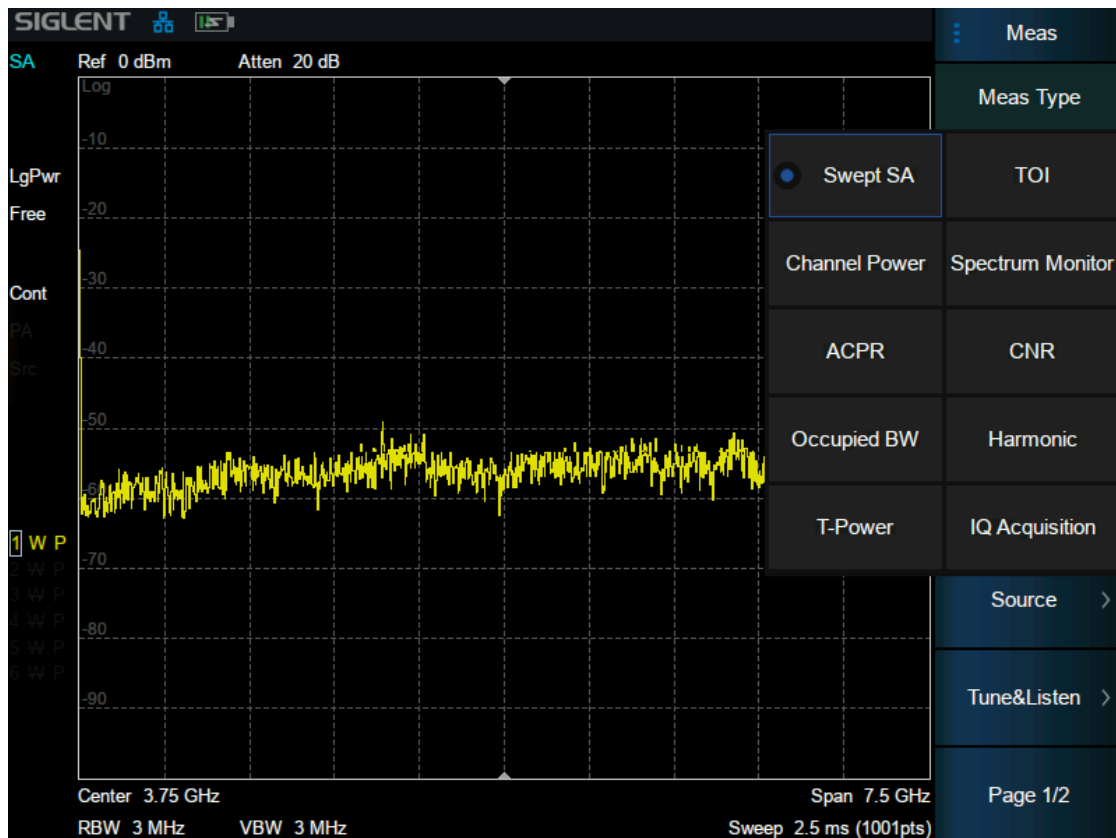 SIGLENT
Meas
SA Ref 0 dBm Atten 20 dB
Log
Meas Type
-10
LgPwr
Swept SA TOI
Free
-20
Channel Power Spectrum Monitor
-30
Cont
PA
-40
ACPR CNR
Src
-50
Occupied BW Harmonic
-60
T-Power IQ Acquisition
1 W P
-70
2 W P
3 W P
Source >
4 W P
-80
5 W P
6 W P
-90
Tune&Listen >
Center 3.75 GHz Span 7.5 GHz
Page 1/2
RBW 3 MHz VBW 3 MHz Sweep 2.5 ms (1001pts)